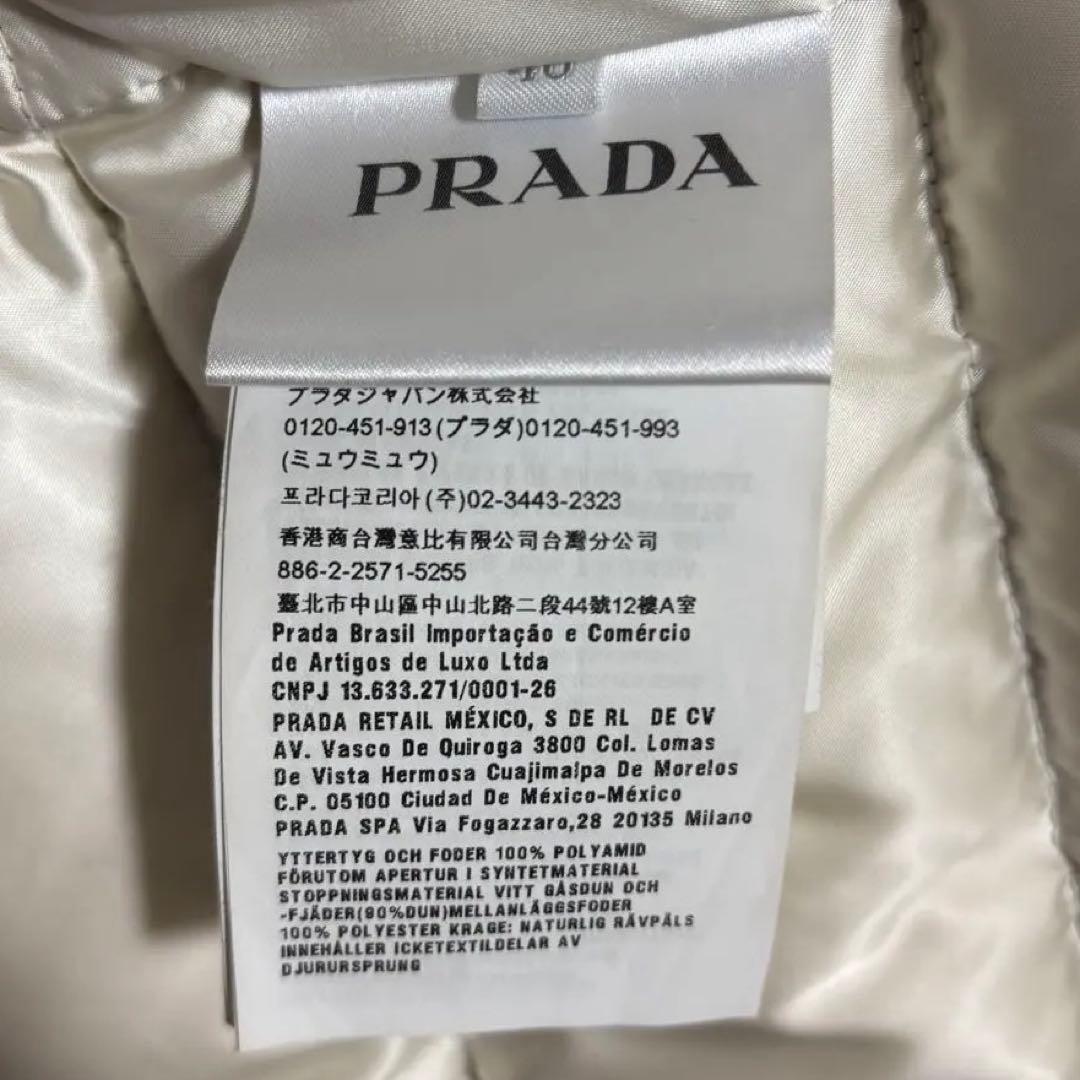 40
PRADA
プラダジャパン株式会社
0120-451-913(プラダ)0120-451-993
(ミュウミュウ)
프라다코리아(주)02-3443-2323
香港商台灣意比有限公司台灣分公司
886-2-2571-5255
臺北市中山區中山北路二段44號12樓A室
Prada Brasil Importação e Comércio
de Artigos de Luxo Ltda
CNPJ 13.633.271/0001-26
PRADA RETAIL MÉXICO, S DE RL DE CV
AV. Vasco De Quiroga 3800 Col. Lomas
De Vista Hermosa Cuajimalpa De Morelos
C.P. 05100 Ciudad De México-México
PRADA SPA Via Fogazzaro,28 20135 Milano
YTTERTYG OCH FODER 100% POLYAMID
FÖRUTOM APERTUR I SYNTETMATERIAL
STOPPNINGSMATERIAL VITT GÅSDUN OCH
-FJÄDER(90%DUN)MELLANLÄGGSFODER
100% POLYESTER KRAGE: NATURLIG RÄVPÄLS
INNEHÅLLER ICKETEXTILDELAR AV
DJURURSPRUNG